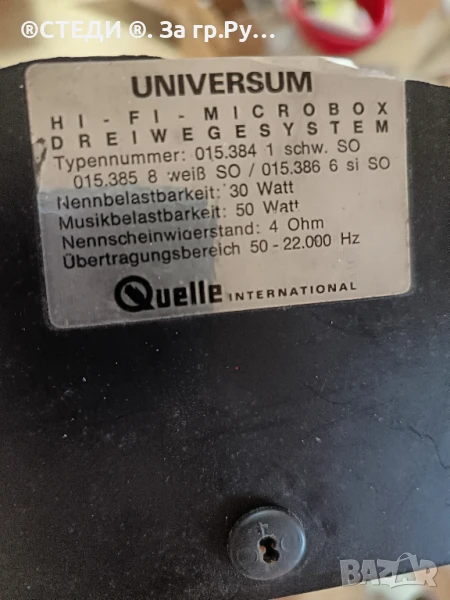 ®СТЕДИ ®. За гр.Ру...
UNIVERSUM
HI-FI-MICROBOX
DREIWEGESYSTEM
Typennummer: 015.384 1 schw. SO
015.385 8 weiß SO / 015.386 6 si SO
Nennbelastbarkeit: 30 Watt
Musikbelastbarkeit: 50 Watt
Nennscheinwiderstand: 4 Ohm
Übertragungsbereich 50-22.000 Hz
Quelle INTERNATIONAL
BAZAR